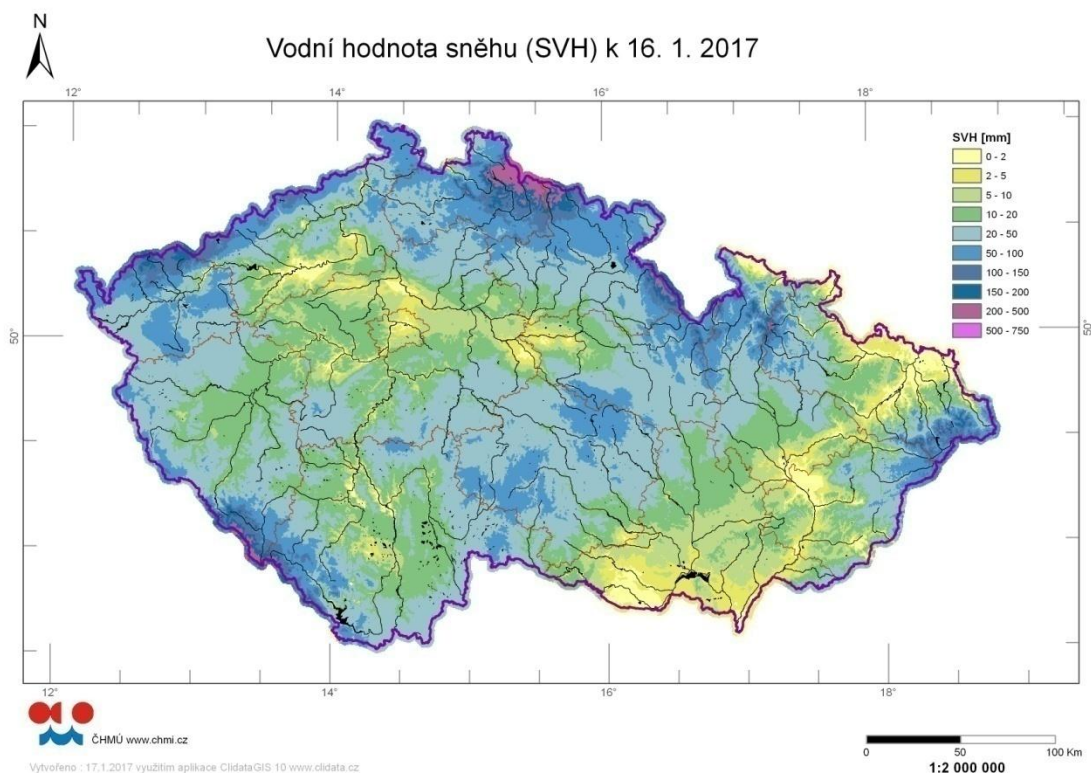 N
Vodní hodnota sněhu (SVH) k 16. 1. 2017
12° 14° 16° 18°
SVH [mm]
0 - 2
2 - 5
5 - 10
10 - 20
20 - 50
50 - 100
100 - 150
150 - 200
200 - 500
500 - 750
50° 50°
12° 14° 16° 18°
ČHMÚ www.chmi.cz
0 50 100 Km
Vytvořeno : 17.1.2017 využitím aplikace ClidataGIS 10 www.clidata.cz
1:2 000 000